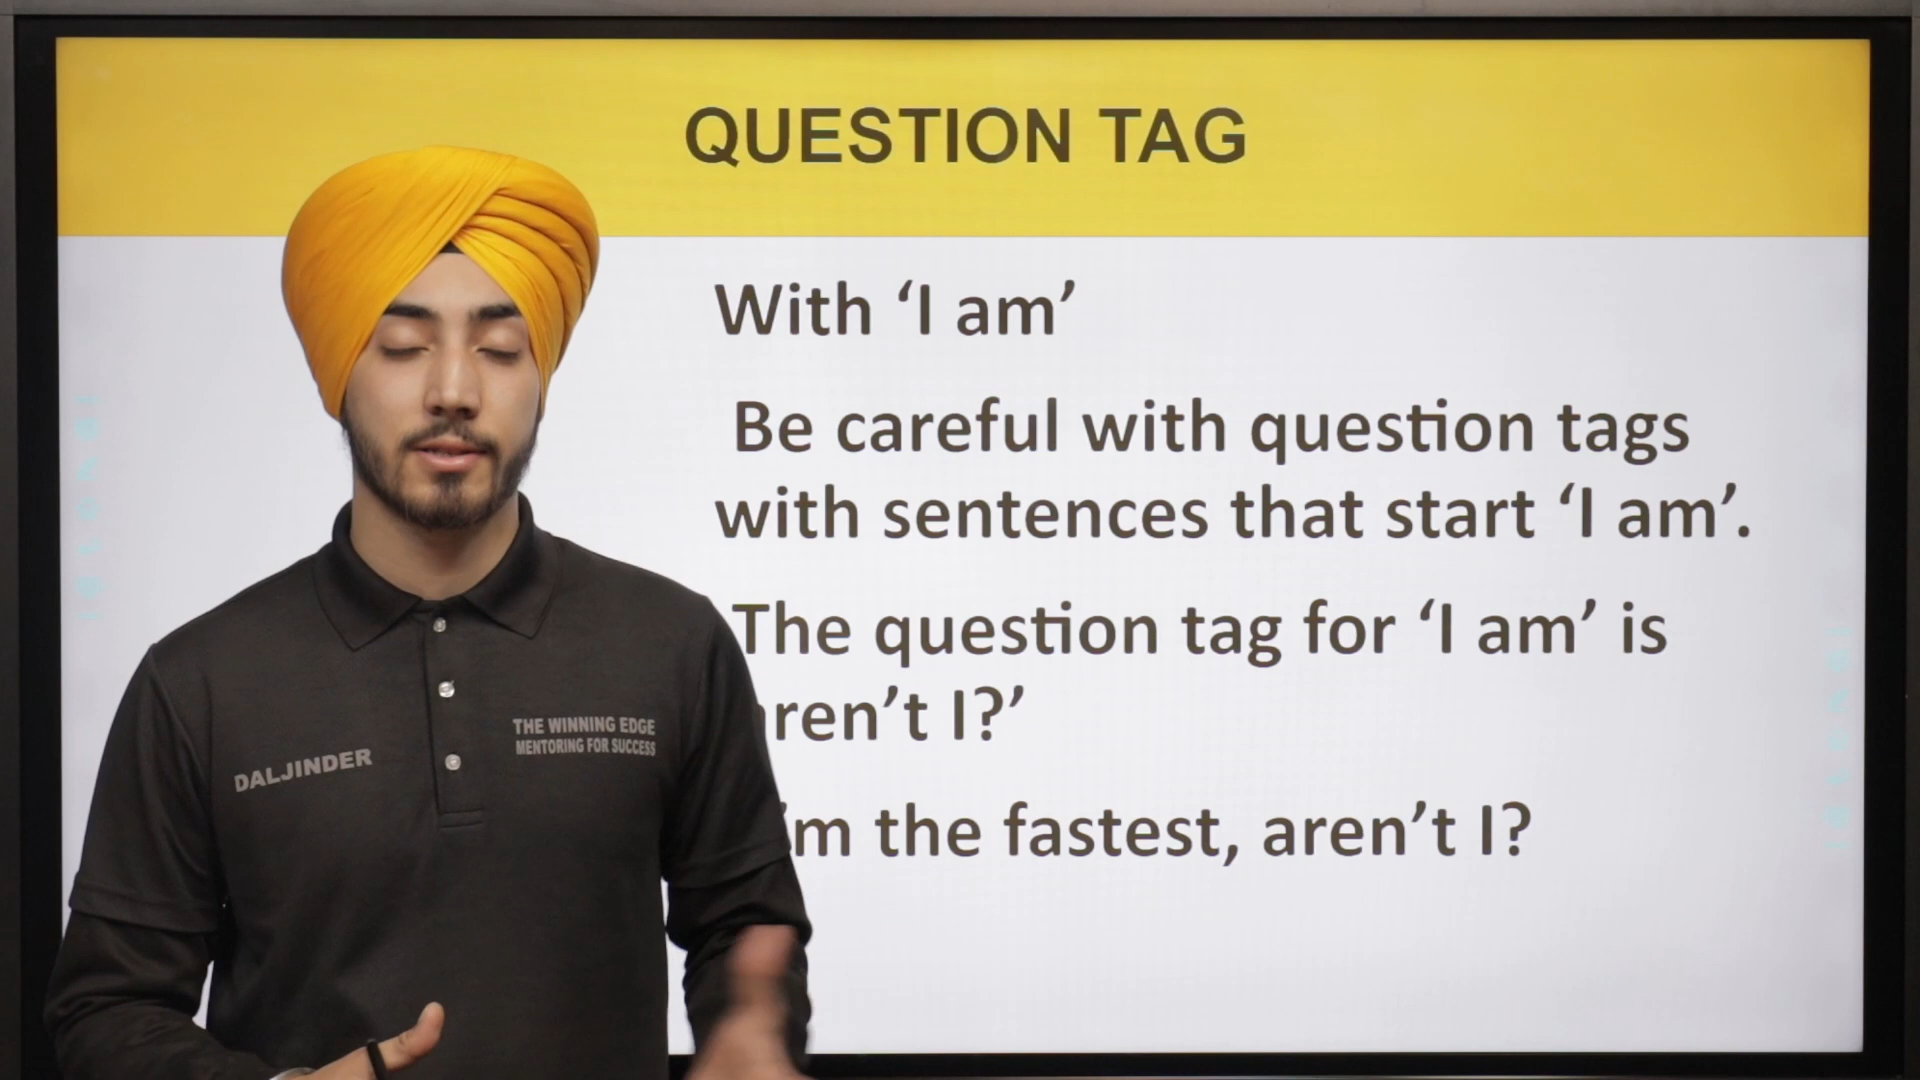 QUESTION TAG
With ‘I am’
Be careful with question tags
with sentences that start ‘I am’.
The question tag for ‘I am’ is
aren’t I?’
I’m the fastest, aren’t I?
DALJINDER
THE WINNING EDGE
MENTORING FOR SUCCESS